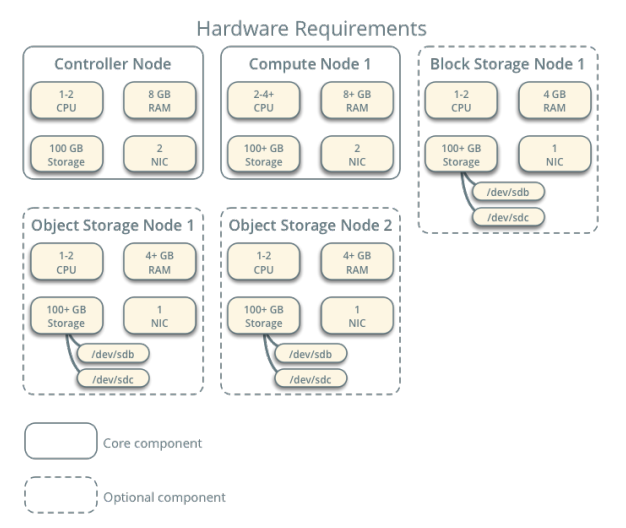 Hardware Requirements
Controller Node
1-2
CPU
8 GB
RAM
100 GB
Storage
2
NIC
Compute Node 1
2-4+
CPU
8+ GB
RAM
100+ GB
Storage
2
NIC
Block Storage Node 1
1-2
CPU
4 GB
RAM
100+ GB
Storage
1
NIC
/dev/sdb
/dev/sdc
Object Storage Node 1
1-2
CPU
4+ GB
RAM
100+ GB
Storage
1
NIC
/dev/sdb
/dev/sdc
Object Storage Node 2
1-2
CPU
4+ GB
RAM
100+ GB
Storage
1
NIC
/dev/sdb
/dev/sdc
Core component
Optional component